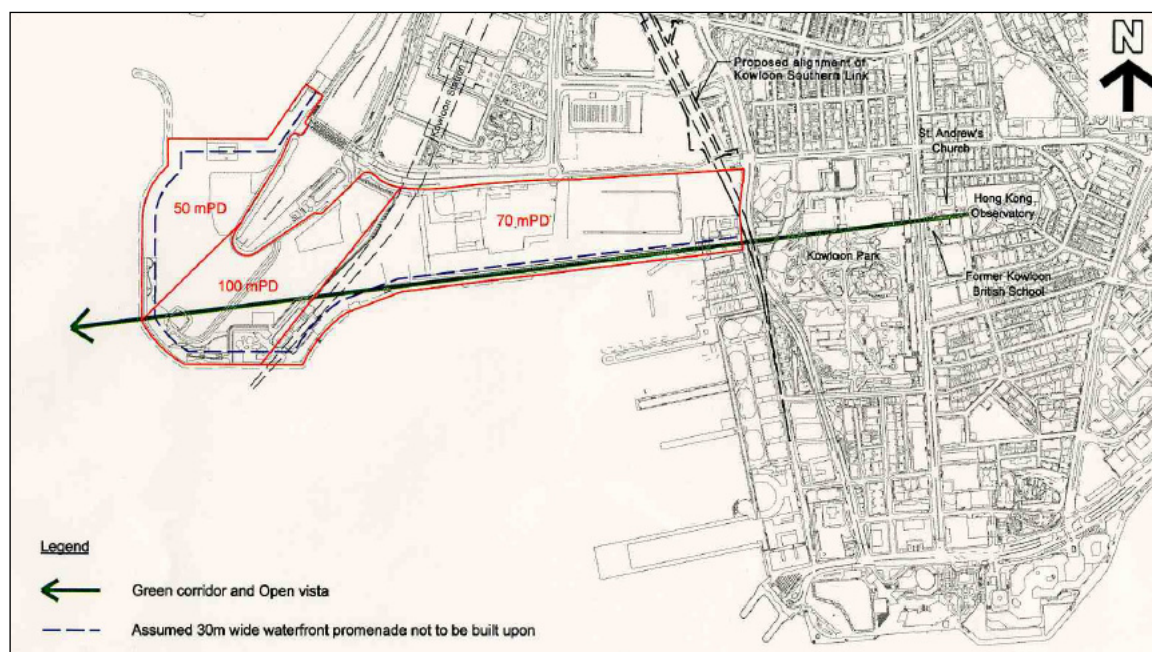 N
Proposed alignment of
Kowloon Southern Link
Kowloon Station
St. Andrew's
Church
Hong Kong
Observatory
50 mPD
70 mPD
100 mPD
Kowloon Park
Former Kowloon
British School
Legend
Green corridor and Open vista
Assumed 30m wide waterfront promenade not to be built upon